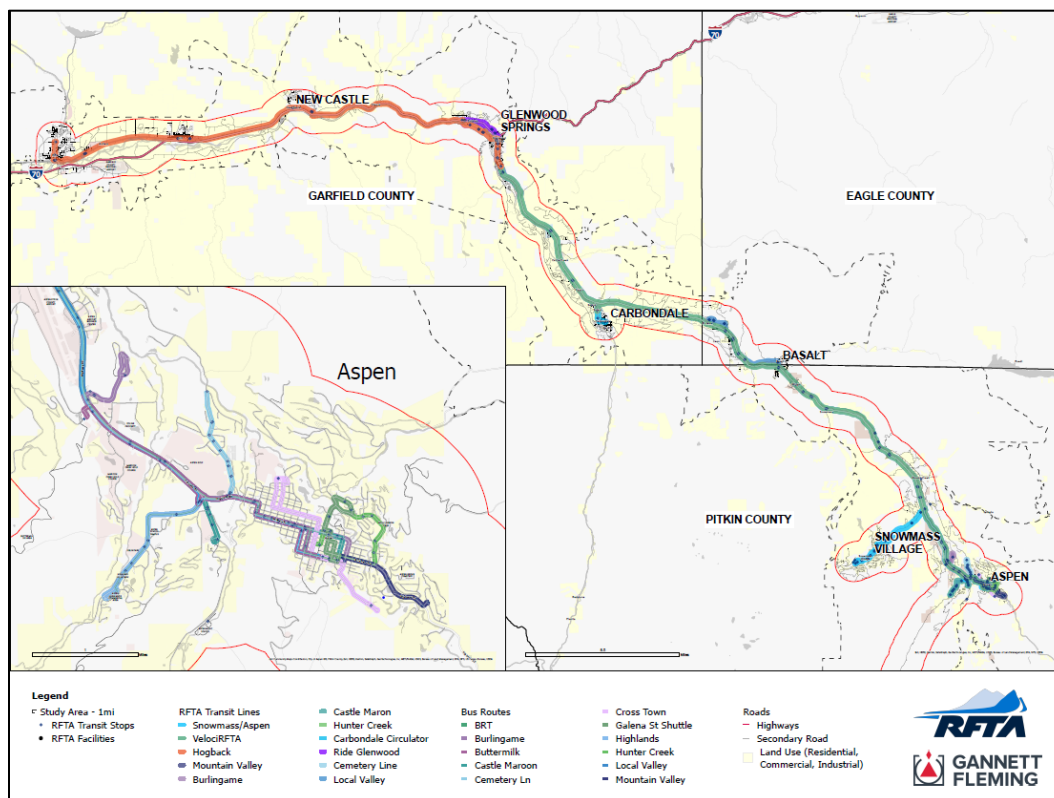 70
NEW CASTLE
GLENWOOD
SPRINGS
70
GARFIELD COUNTY
EAGLE COUNTY
CARBONDALE
BASALT
Aspen
PITKIN COUNTY
SNOWMASS
VILLAGE
ASPEN
Legend
Study Area - 1mi
RFTA Transit Stops
RFTA Facilities
RFTA Transit Lines
Snowmass/Aspen
VelociRFTA
Hogback
Mountain Valley
Burlingame
Castle Maron
Hunter Creek
Carbondale Circulator
Ride Glenwood
Cemetery Line
Local Valley
Bus Routes
BRT
Burlingame
Buttermilk
Castle Maroon
Cemetery Ln
Cross Town
Galena St Shuttle
Highlands
Hunter Creek
Local Valley
Mountain Valley
Roads
Highways
Secondary Road
Land Use (Residential,
Commercial, Industrial)
RFTA
GANNETT
FLEMING